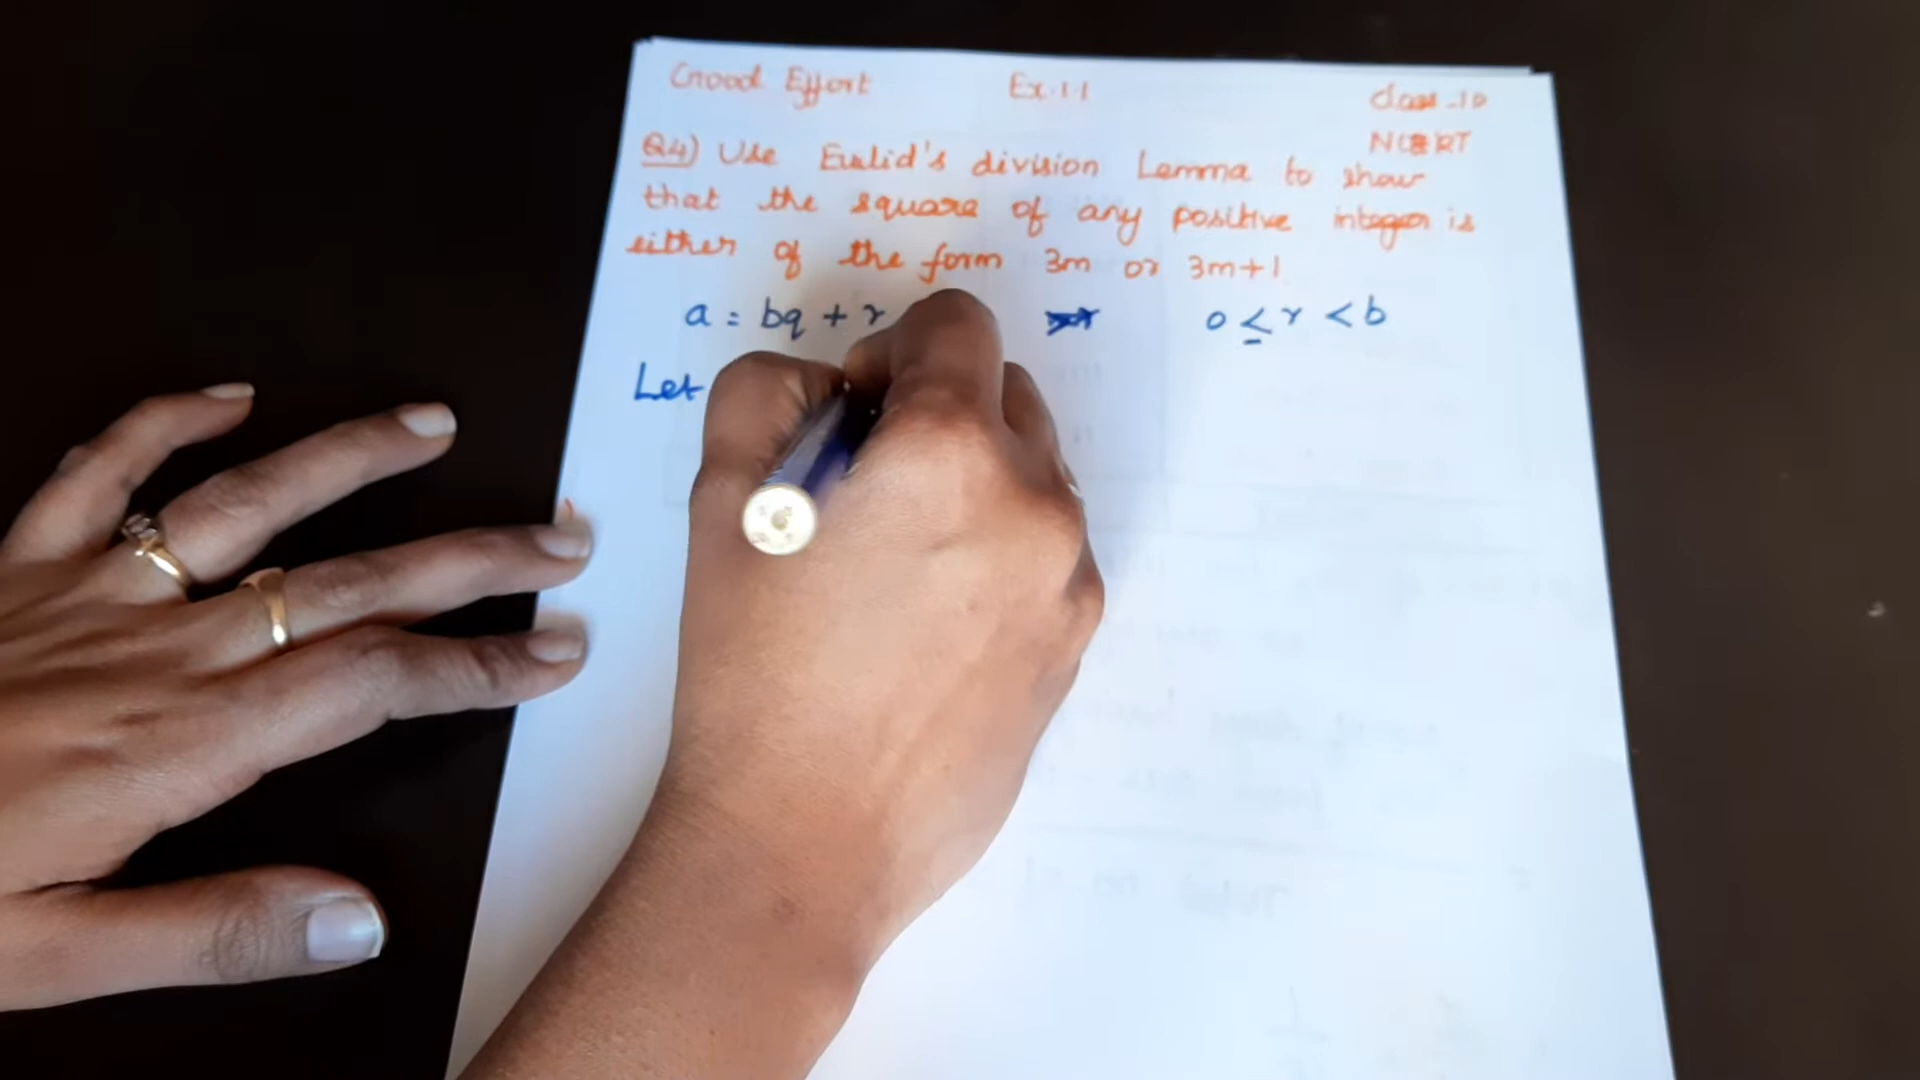 Good Effort Ex.1.1 Class-10
NCERT
Q4) Use Euclid's division Lemma to show
that the square of any positive integer is
either of the form 3m or 3m+1
a = bq + r 0 ≤ r < b
Let